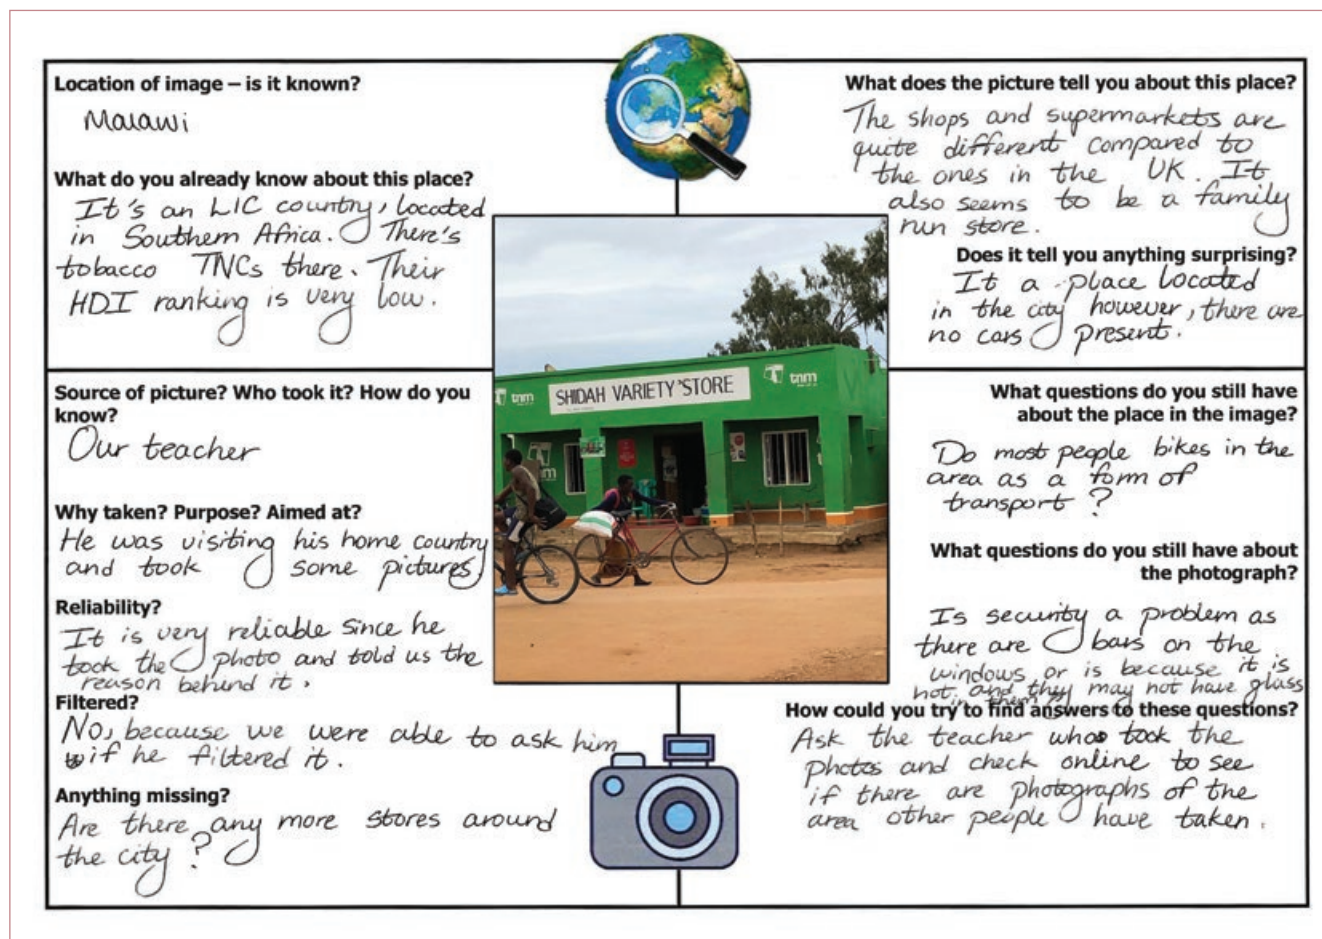 Location of image – is it known?
Malawi
What do you already know about this place?
It's an LIC country, located
in Southern Africa. There's
tobacco TNCs there. Their
HDI ranking is very low.
What does the picture tell you about this place?
The shops and supermarkets are
quite different compared to
the ones in the UK. It
also seems to be a family
run store.
Does it tell you anything surprising?
It a place located
in the city however, there are
no cars present.
tnm
SHIDAH VARIETY STORE
tnm
tnm
Source of picture? Who took it? How do you
know?
Our teacher
Why taken? Purpose? Aimed at?
He was visiting his home country
and took some pictures
Reliability?
It is very reliable since he
took the photo and told us the
reason behind it.
Filtered?
No, because we were able to ask him
if he filtered it.
Anything missing?
Are there any more stores around
the city?
What questions do you still have
about the place in the image?
Do most people bikes in the
area as a form of
transport?
What questions do you still have about
the photograph?
Is security a problem as
there are bars on the
windows or is because it is
not and they may not have glass
in them?
How could you try to find answers to these questions?
Ask the teacher who took the
photos and check online to see
if there are photographs of the
area other people have taken.